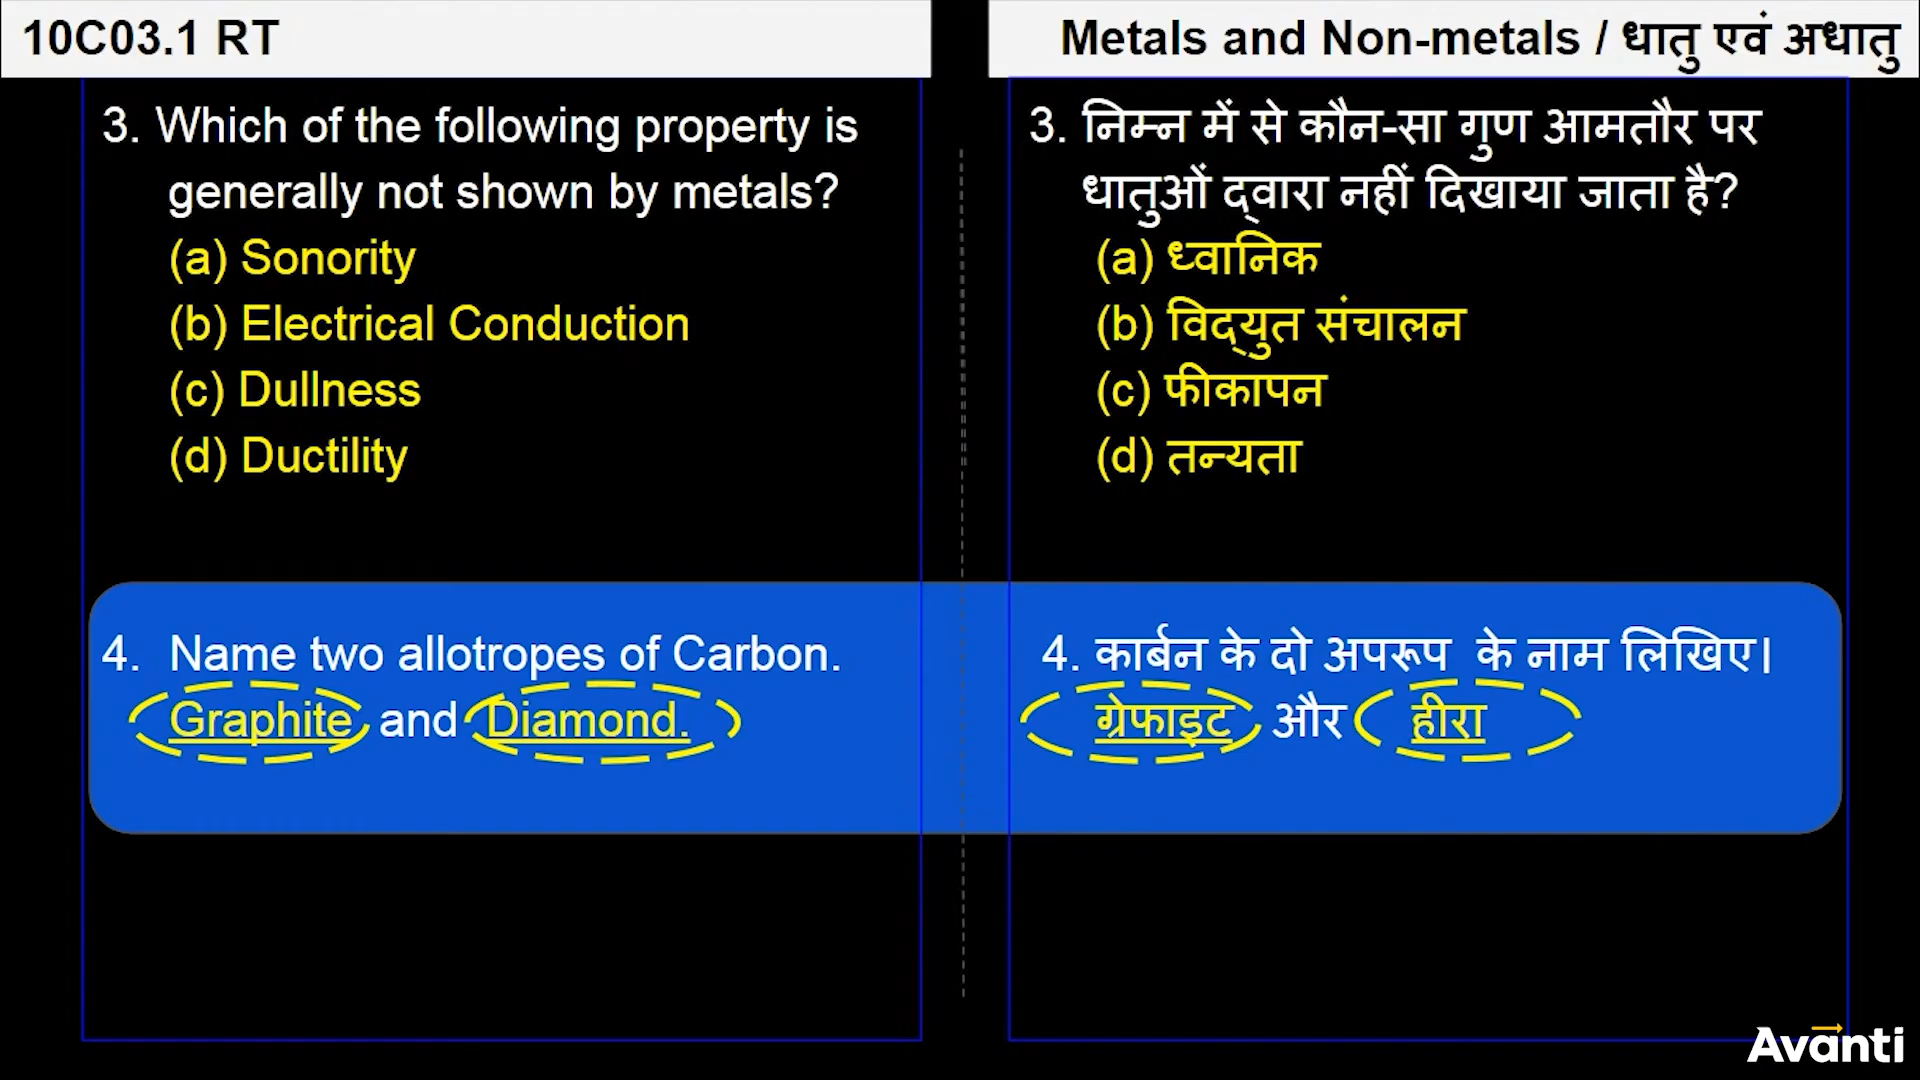 10C03.1 RT
Metals and Non-metals / धातु एवं अधातु
3. Which of the following property is
generally not shown by metals?
(a) Sonority
(b) Electrical Conduction
(c) Dullness
(d) Ductility
4. Name two allotropes of Carbon.
Graphite and Diamond.
3. निम्न में से कौन-सा गुण आमतौर पर
धातुओं द्वारा नहीं दिखाया जाता है?
(a) ध्वानिक
(b) विद्युत संचालन
(c) फीकापन
(d) तन्यता
4. कार्बन के दो अपरूप के नाम लिखिए।
ग्रेफाइट और हीरा
Avanti